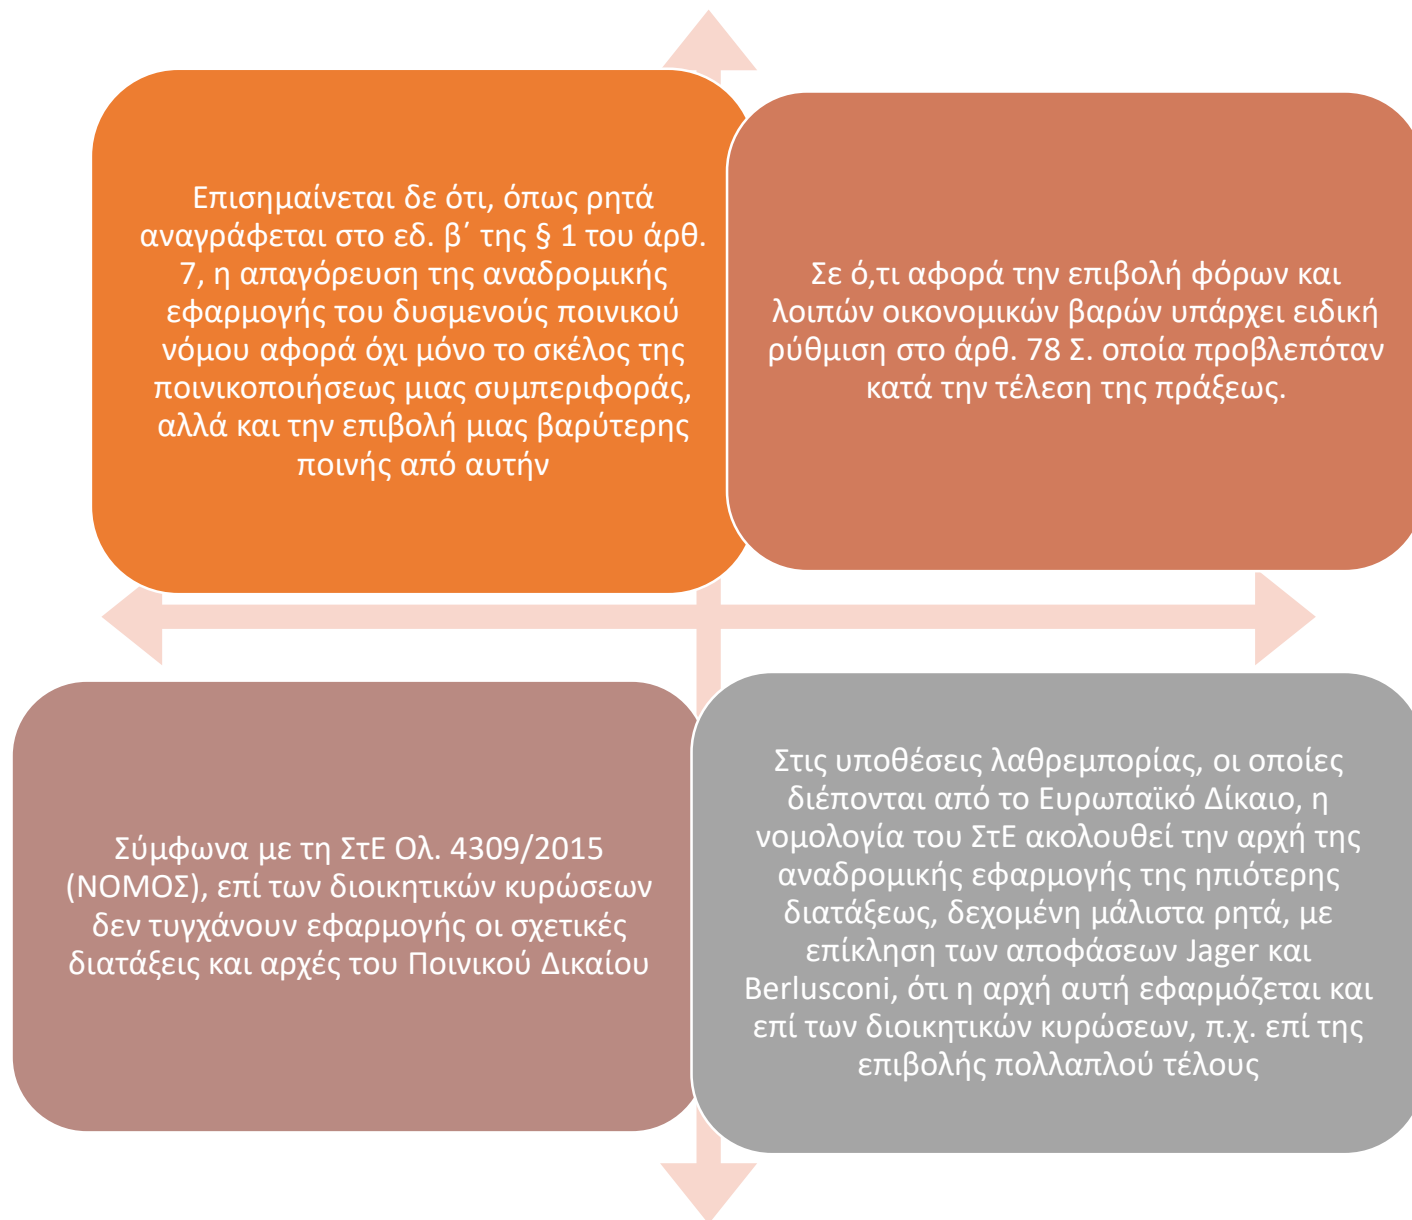 Επισημαίνεται δε ότι, όπως ρητά
αναγράφεται στο εδ. β΄ της § 1 του άρθ.
7, η απαγόρευση της αναδρομικής
εφαρμογής του δυσμενούς ποινικού
νόμου αφορά όχι μόνο το σκέλος της
ποινικοποιήσεως μιας συμπεριφοράς,
αλλά και την επιβολή μιας βαρύτερης
ποινής από αυτήν
Σε ό,τι αφορά την επιβολή φόρων και
λοιπών οικονομικών βαρών υπάρχει ειδική
ρύθμιση στο άρθ. 78 Σ. οποία προβλεπόταν
κατά την τέλεση της πράξεως.
Σύμφωνα με τη ΣτΕ Ολ. 4309/2015
(ΝΟΜΟΣ), επί των διοικητικών κυρώσεων
δεν τυγχάνουν εφαρμογής οι σχετικές
διατάξεις και αρχές του Ποινικού Δικαίου
Στις υποθέσεις λαθρεμπορίας, οι οποίες
διέπονται από το Ευρωπαϊκό Δίκαιο, η
νομολογία του ΣτΕ ακολουθεί την αρχή της
αναδρομικής εφαρμογής της ηπιότερης
διατάξεως, δεχομένη μάλιστα ρητά, με
επίκληση των αποφάσεων Jager και
Berlusconi, ότι η αρχή αυτή εφαρμόζεται και
επί των διοικητικών κυρώσεων, π.χ. επί της
επιβολής πολλαπλού τέλους